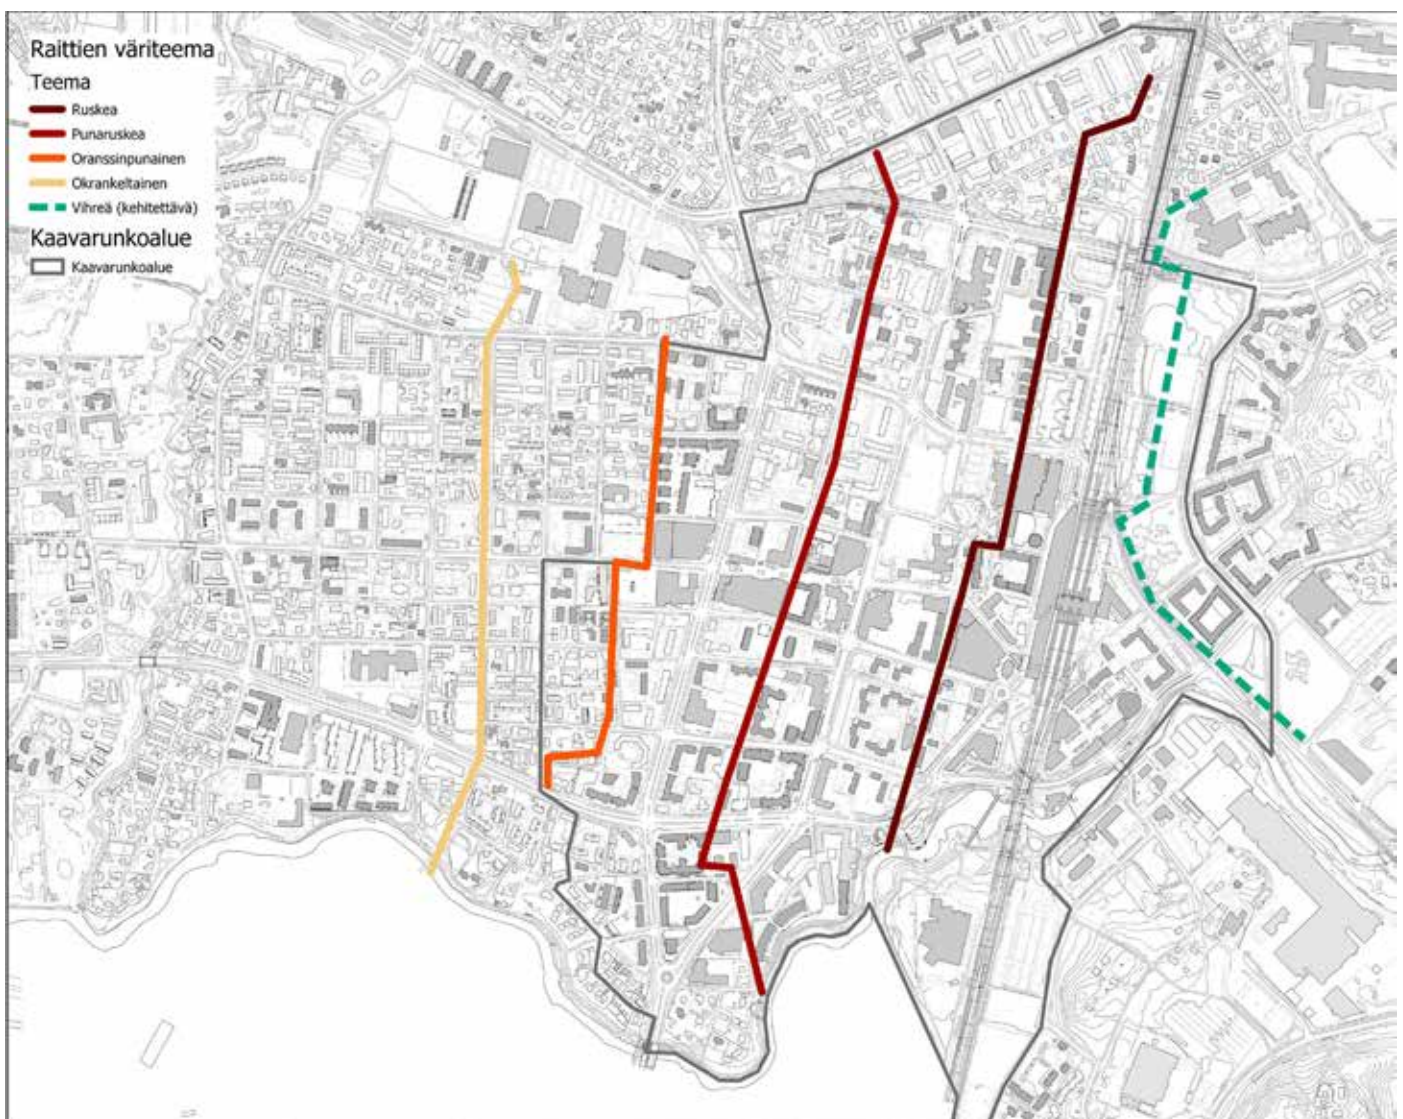 Raittien väriteema
Teema
Ruskea
Punaruskea
Oranssinpunainen
Okrankeltainen
Vihreä (kehitettävä)
Kaavarunkoalue
Kaavarunkoalue